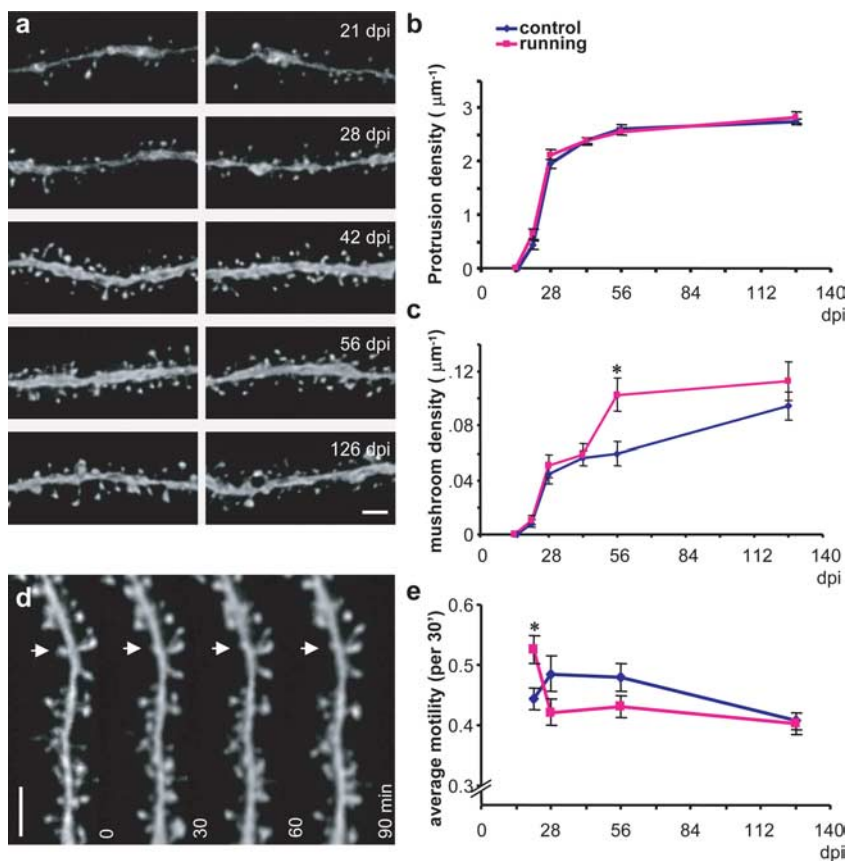 a
21 dpi
28 dpi
42 dpi
56 dpi
126 dpi
b
control
running
Protrusion density ( μm⁻¹)
3
2
1
0
0 28 56 84 112 140
dpi
c
mushroom density ( μm⁻¹)
.12
.08
.04
0
*
0 28 56 84 112 140
dpi
d
0
30
60
90 min
e
average motility (per 30')
0.6
0.5
0.4
0.3
*
0 28 56 84 112 140
dpi